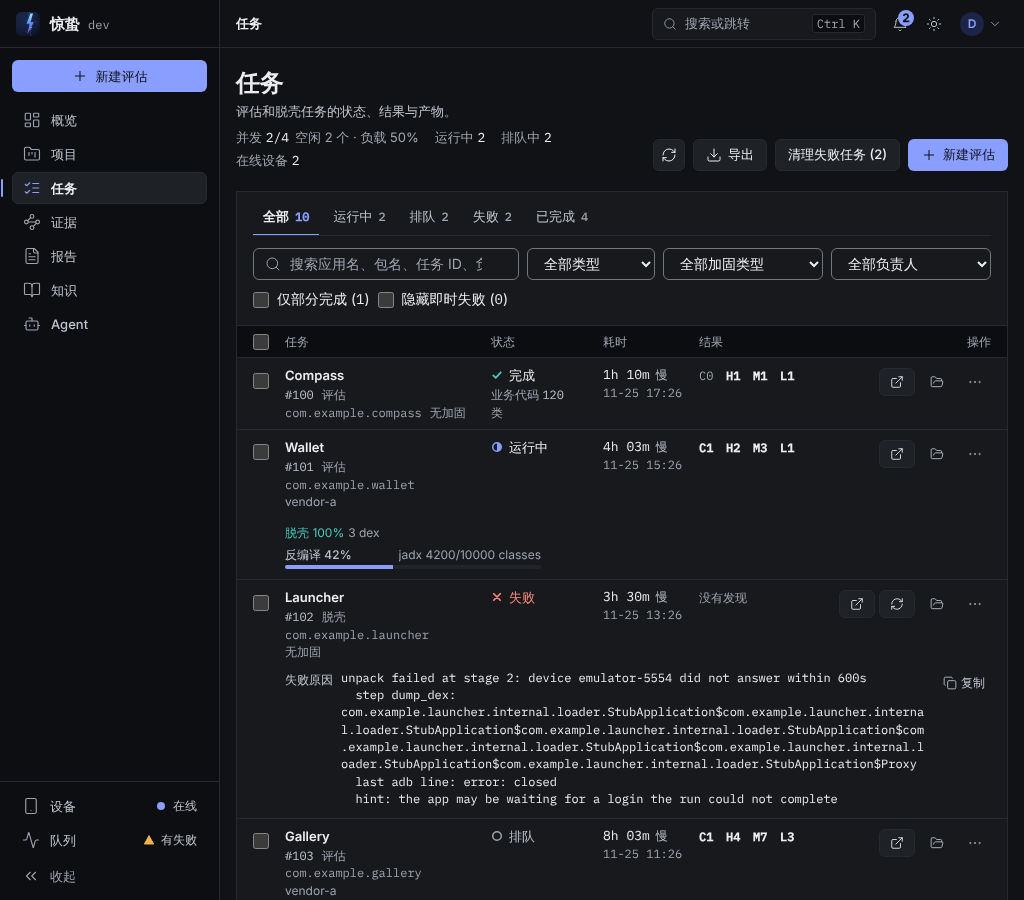 惊蛰 dev
任务
搜索或跳转 Ctrl K
2
D
新建评估
概览
项目
任务
证据
报告
知识
Agent
设备 在线
队列 有失败
收起
任务
评估和脱壳任务的状态、结果与产物。
并发 2/4 空闲 2 个 · 负载 50% 运行中 2 排队中 2
在线设备 2
导出
清理失败任务 (2)
新建评估
全部 10 运行中 2 排队 2 失败 2 已完成 4
搜索应用名、包名、任务 ID、
全部类型
全部加固类型
全部负责人
仅部分完成 (1) 隐藏即时失败 (0)
任务 状态 耗时 结果 操作
Compass 完成 1h 10m 慢 C0 H1 M1 L1
#100 评估 业务代码 120 类 11-25 17:26
com.example.compass 无加固
Wallet 运行中 4h 03m 慢 C1 H2 M3 L1
#101 评估 11-25 15:26
com.example.wallet
vendor-a
脱壳 100% 3 dex
反编译 42% jadx 4200/10000 classes
Launcher 失败 3h 30m 慢 没有发现
#102 脱壳 11-25 13:26
com.example.launcher
无加固
失败原因 unpack failed at stage 2: device emulator-5554 did not answer within 600s 复制
step dump_dex:
com.example.launcher.internal.loader.StubApplication$com.example.launcher.interna
l.loader.StubApplication$com.example.launcher.internal.loader.StubApplication$com
.example.launcher.internal.loader.StubApplication$com.example.launcher.internal.l
oader.StubApplication$com.example.launcher.internal.loader.StubApplication$Proxy
last adb line: error: closed
hint: the app may be waiting for a login the run could not complete
Gallery 排队 8h 03m 慢 C1 H4 M7 L3
#103 评估 11-25 11:26
com.example.gallery
vendor-a